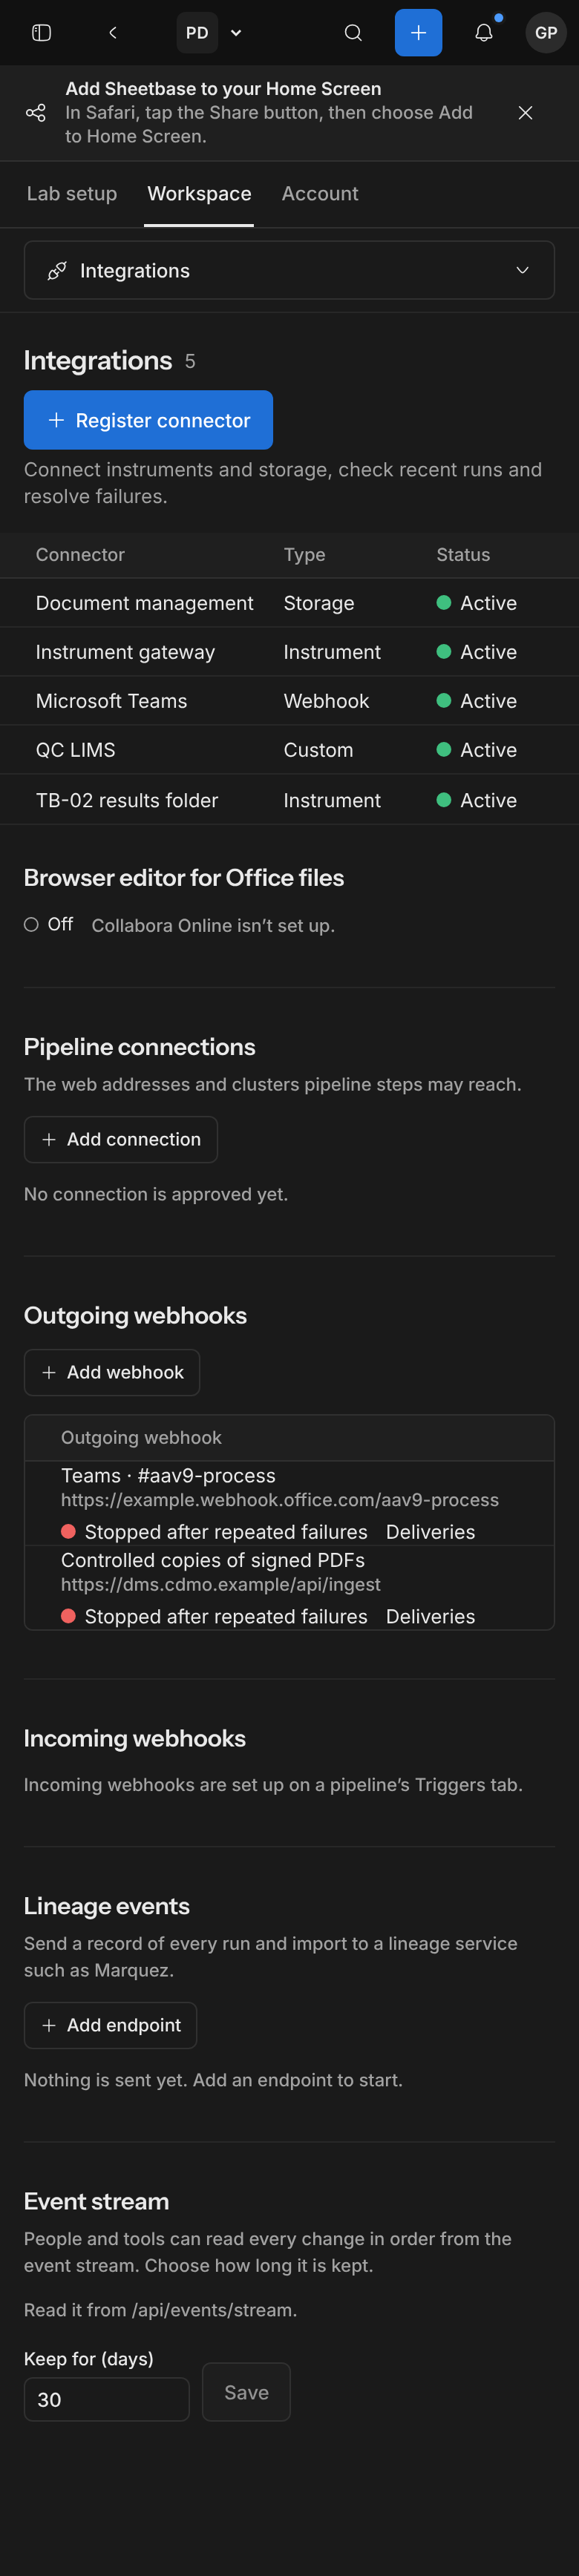 PD
GP
Add Sheetbase to your Home Screen
In Safari, tap the Share button, then choose Add
to Home Screen.
Lab setup Workspace Account
Integrations
Integrations 5
Register connector
Connect instruments and storage, check recent runs and
resolve failures.
Connector Type Status
Document management Storage Active
Instrument gateway Instrument Active
Microsoft Teams Webhook Active
QC LIMS Custom Active
TB-02 results folder Instrument Active
Browser editor for Office files
Off Collabora Online isn’t set up.
Pipeline connections
The web addresses and clusters pipeline steps may reach.
Add connection
No connection is approved yet.
Outgoing webhooks
Add webhook
Outgoing webhook
Teams · #aav9-process
https://example.webhook.office.com/aav9-process
Stopped after repeated failures Deliveries
Controlled copies of signed PDFs
https://dms.cdmo.example/api/ingest
Stopped after repeated failures Deliveries
Incoming webhooks
Incoming webhooks are set up on a pipeline’s Triggers tab.
Lineage events
Send a record of every run and import to a lineage service
such as Marquez.
Add endpoint
Nothing is sent yet. Add an endpoint to start.
Event stream
People and tools can read every change in order from the
event stream. Choose how long it is kept.
Read it from /api/events/stream.
Keep for (days)
30 Save